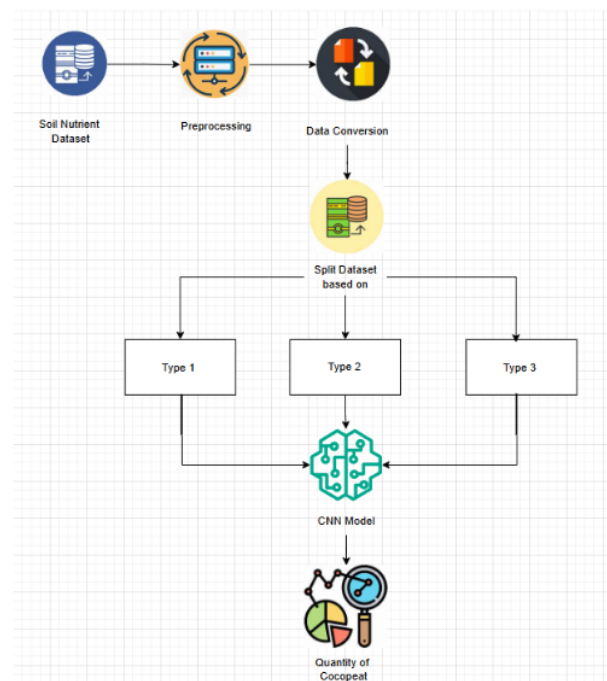 Soil Nutrient
Dataset
Preprocessing
Data Conversion
Split Dataset
based on
Type 1
Type 2
Type 3
CNN Model
Quantity of
Cocopeat